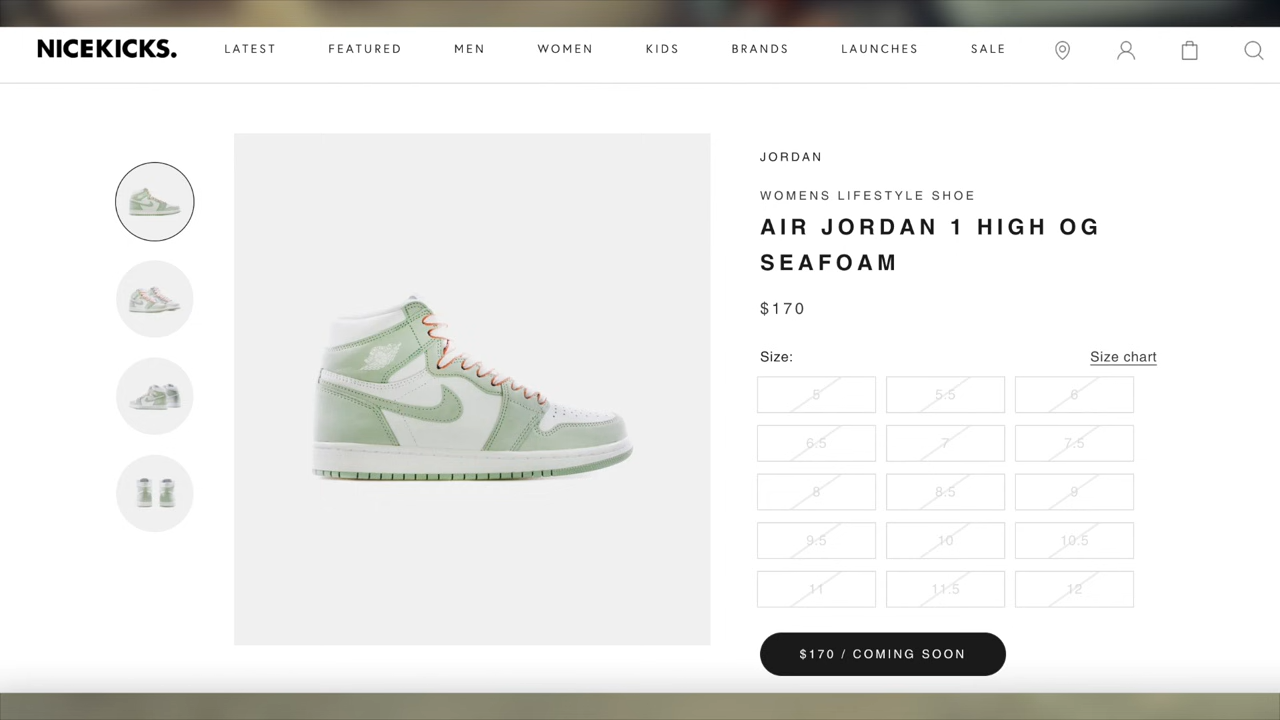 NICEKICKS.
LATEST FEATURED MEN WOMEN KIDS BRANDS LAUNCHES SALE
JORDAN
WOMENS LIFESTYLE SHOE
AIR JORDAN 1 HIGH OG
SEAFOAM
$170
Size: Size chart
5 5.5 6
6.5 7 7.5
8 8.5 9
9.5 10 10.5
11 11.5 12
$170 / COMING SOON